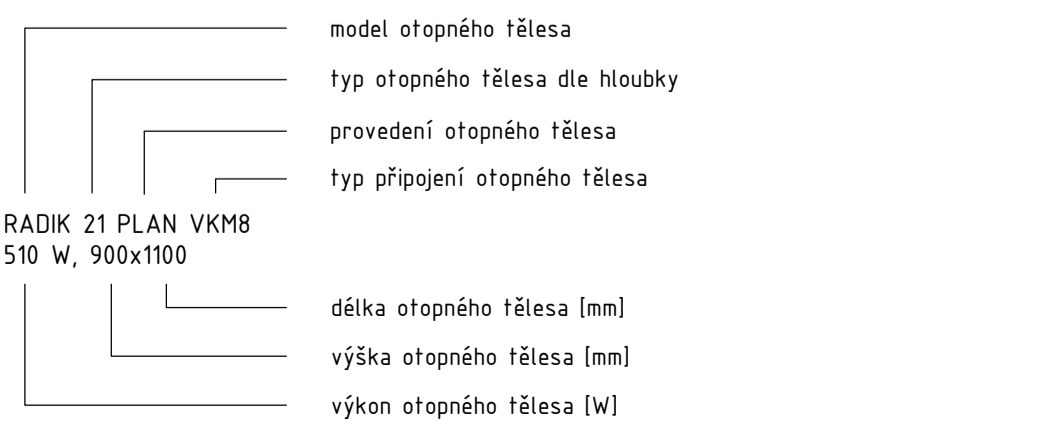 model otopného tělesa
typ otopného tělesa dle hloubky
provedení otopného tělesa
typ připojení otopného tělesa
RADIK 21 PLAN VKM8
510 W, 900x1100
délka otopného tělesa [mm]
výška otopného tělesa [mm]
výkon otopného tělesa [W]